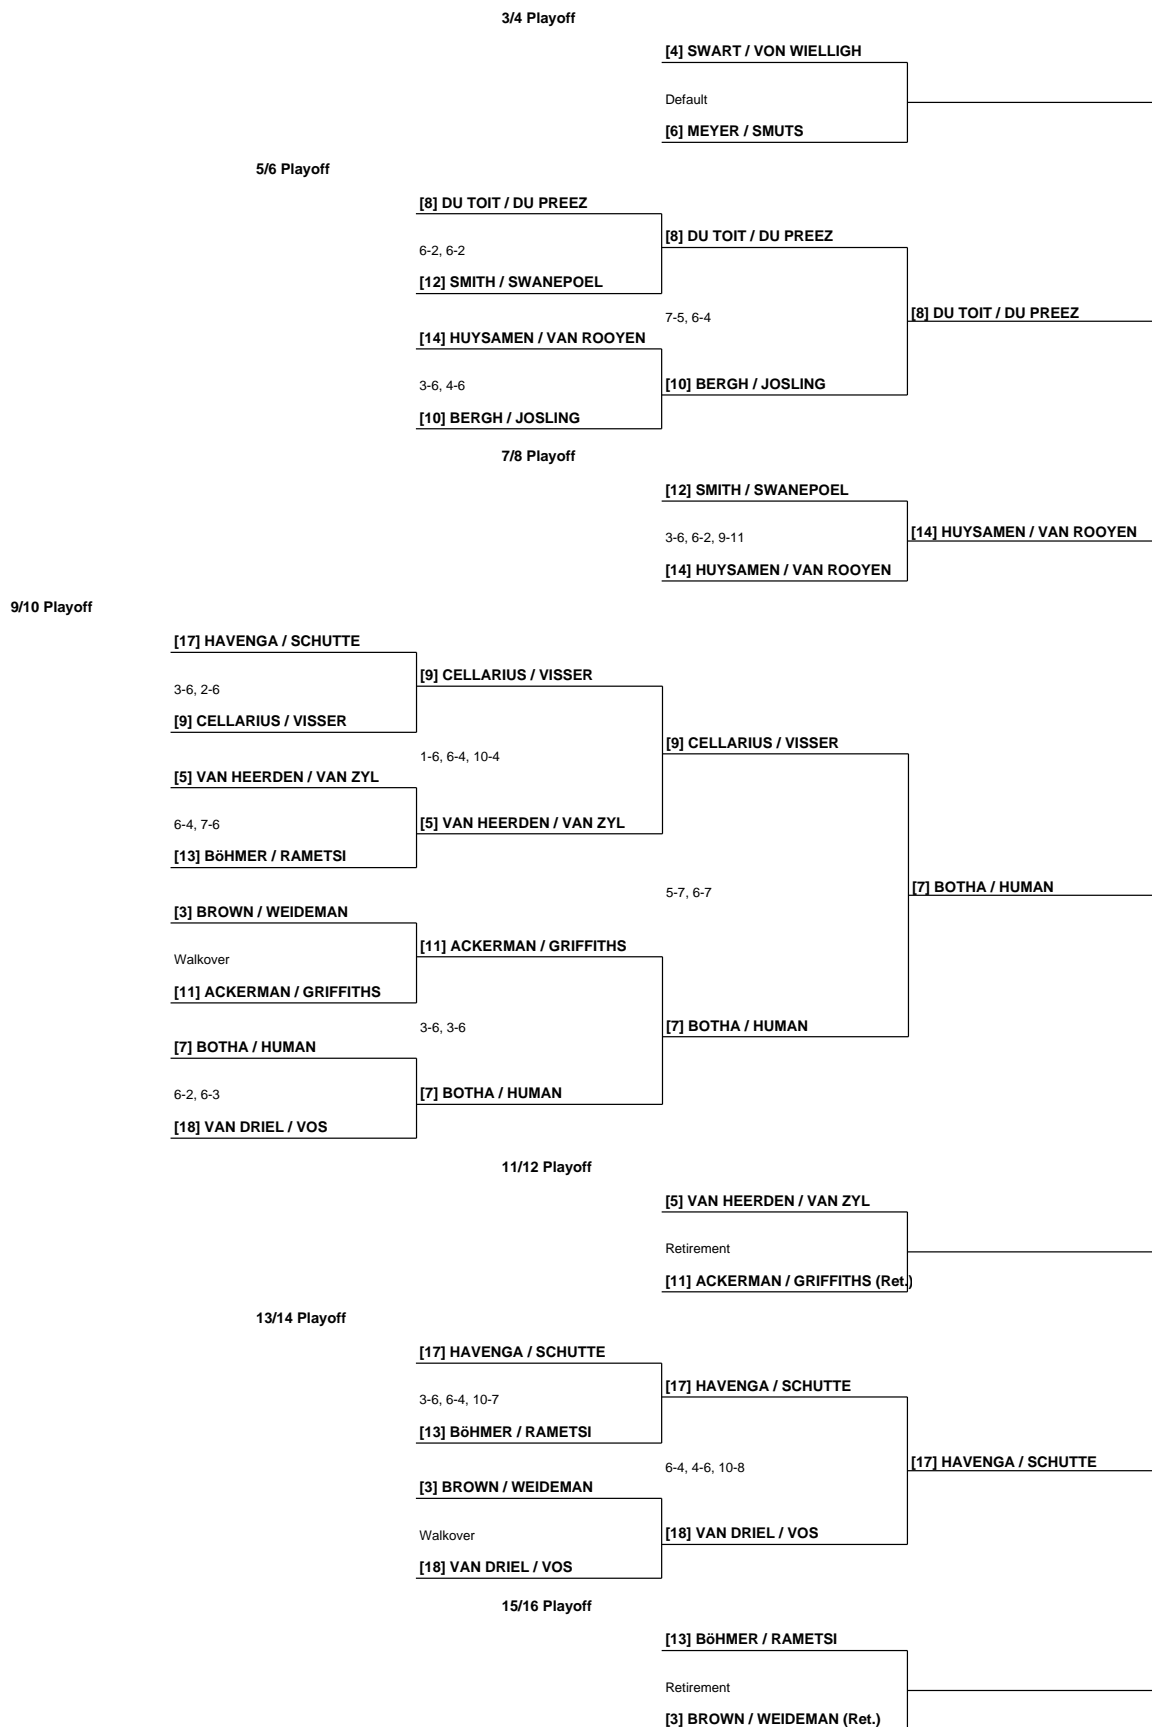 3/4 Playoff
[4] SWART / VON WIELLIGH
Default
[6] MEYER / SMUTS
5/6 Playoff
[8] DU TOIT / DU PREEZ
[8] DU TOIT / DU PREEZ
6-2, 6-2
[12] SMITH / SWANEPOEL
7-5, 6-4
[8] DU TOIT / DU PREEZ
[14] HUYSAMEN / VAN ROOYEN
3-6, 4-6
[10] BERGH / JOSLING
[10] BERGH / JOSLING
7/8 Playoff
[12] SMITH / SWANEPOEL
3-6, 6-2, 9-11
[14] HUYSAMEN / VAN ROOYEN
[14] HUYSAMEN / VAN ROOYEN
9/10 Playoff
[17] HAVENGA / SCHUTTE
[9] CELLARIUS / VISSER
3-6, 2-6
[9] CELLARIUS / VISSER
[9] CELLARIUS / VISSER
1-6, 6-4, 10-4
[5] VAN HEERDEN / VAN ZYL
6-4, 7-6
[5] VAN HEERDEN / VAN ZYL
[13] BöHMER / RAMETSI
5-7, 6-7
[7] BOTHA / HUMAN
[3] BROWN / WEIDEMAN
[11] ACKERMAN / GRIFFITHS
Walkover
[11] ACKERMAN / GRIFFITHS
3-6, 3-6
[7] BOTHA / HUMAN
[7] BOTHA / HUMAN
6-2, 6-3
[7] BOTHA / HUMAN
[18] VAN DRIEL / VOS
11/12 Playoff
[5] VAN HEERDEN / VAN ZYL
Retirement
[11] ACKERMAN / GRIFFITHS (Ret.)
13/14 Playoff
[17] HAVENGA / SCHUTTE
[17] HAVENGA / SCHUTTE
3-6, 6-4, 10-7
[13] BöHMER / RAMETSI
6-4, 4-6, 10-8
[17] HAVENGA / SCHUTTE
[3] BROWN / WEIDEMAN
Walkover
[18] VAN DRIEL / VOS
[18] VAN DRIEL / VOS
15/16 Playoff
[13] BöHMER / RAMETSI
Retirement
[3] BROWN / WEIDEMAN (Ret.)